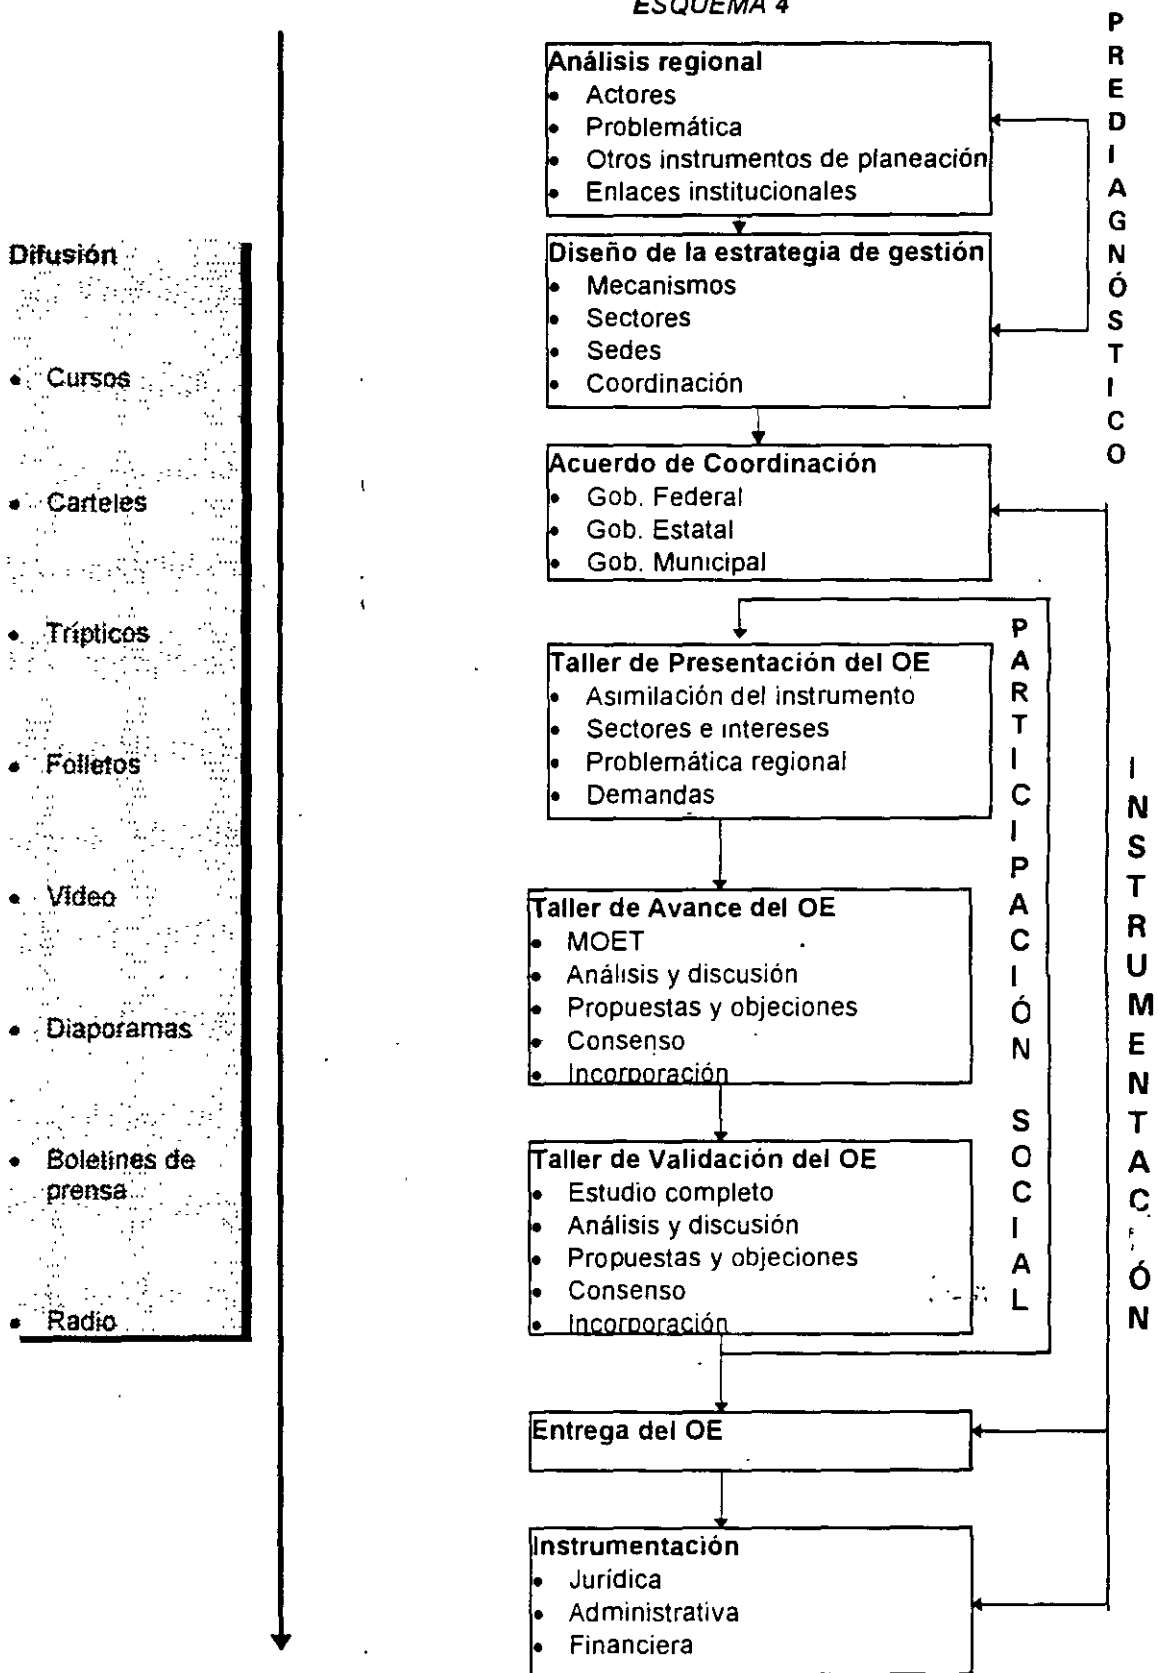 ESQUEMA 4
Análisis regional
• Actores
• Problemática
• Otros instrumentos de planeación
• Enlaces institucionales
Diseño de la estrategia de gestión
• Mecanismos
• Sectores
• Sedes
• Coordinación
Acuerdo de Coordinación
• Gob. Federal
• Gob. Estatal
• Gob. Municipal
Taller de Presentación del OE
• Asimilación del instrumento
• Sectores e intereses
• Problemática regional
• Demandas
Taller de Avance del OE
• MOET
• Análisis y discusión
• Propuestas y objeciones
• Consenso
• Incorporación
Taller de Validación del OE
• Estudio completo
• Análisis y discusión
• Propuestas y objeciones
• Consenso
• Incorporación
Entrega del OE
Instrumentación
• Jurídica
• Administrativa
• Financiera
Difusión
• Cursos
• Carteles
• Trípticos
• Folletos
• Vídeo
• Diaporamas
• Boletines de
prensa
• Radio
PREDIAGNÓSTICO
PARTICIPACIÓN SOCIAL
INSTRUMENTACIÓN